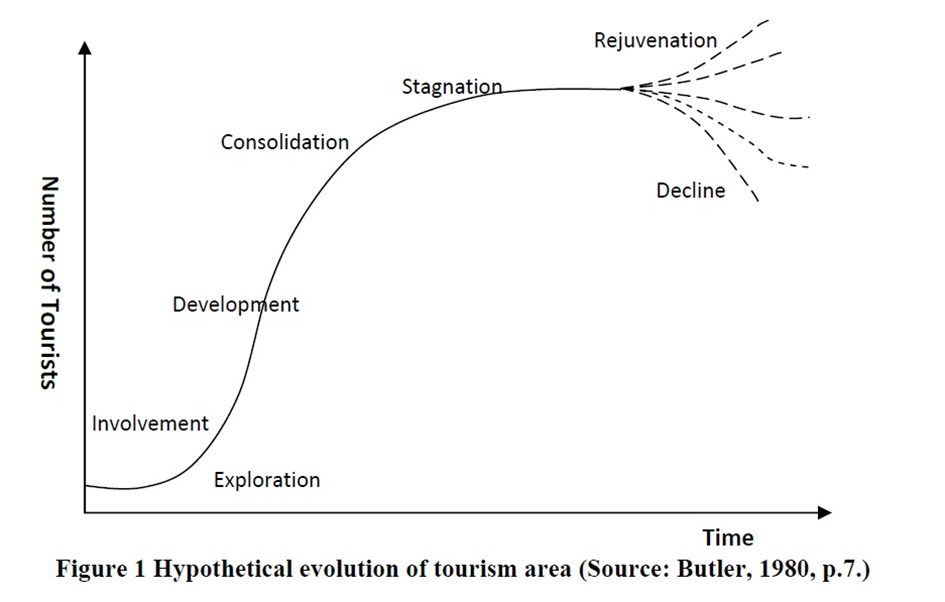 Rejuvenation
Stagnation
Consolidation
Decline
Number of Tourists
Development
Involvement
Exploration
Time
Figure 1 Hypothetical evolution of tourism area (Source: Butler, 1980, p.7.)